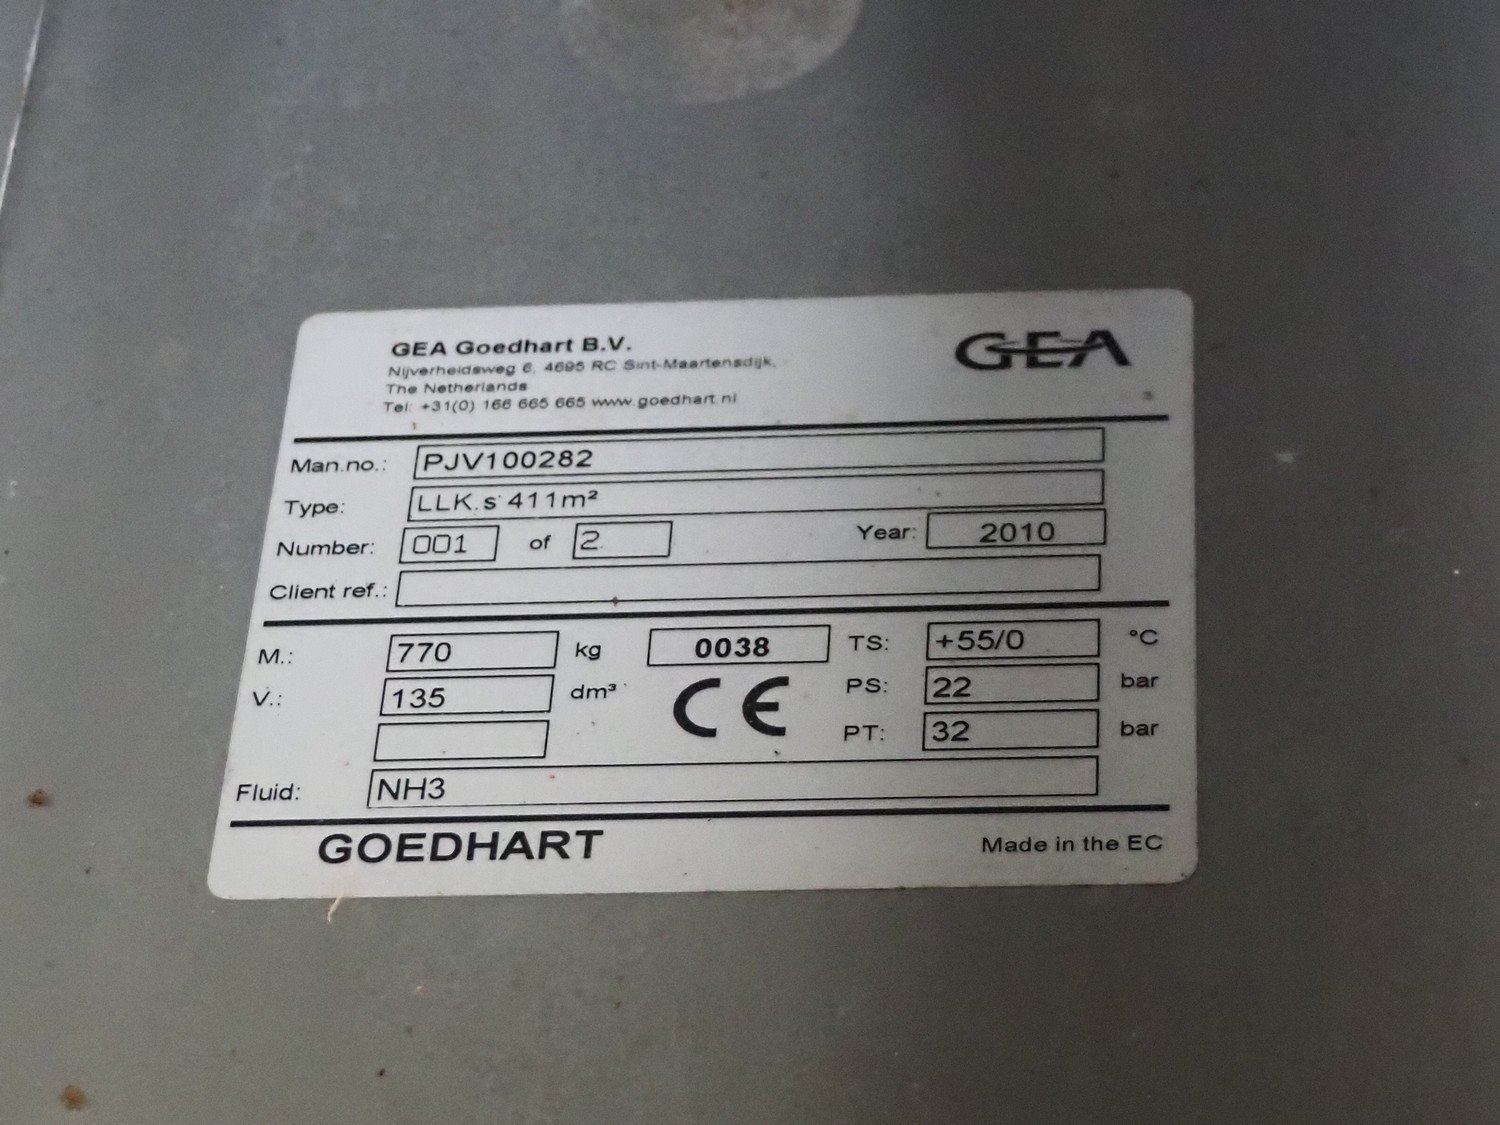 GEA Goedhart B.V.
Nijverheidsweg 6, 4695 RC Sint-Maartensdijk,
The Netherlands
Tel: +31(0) 166 665 665 www.goedhart.nl
GEA
Man.no.: PJV100282
Type: LLK.s 411m²
Number: 001 of 2 Year: 2010
Client ref.:
M.: 770 kg 0038 TS: +55/0 °C
V.: 135 dm³ CE PS: 22 bar
PT: 32 bar
Fluid: NH3
GOEDHART Made in the EC